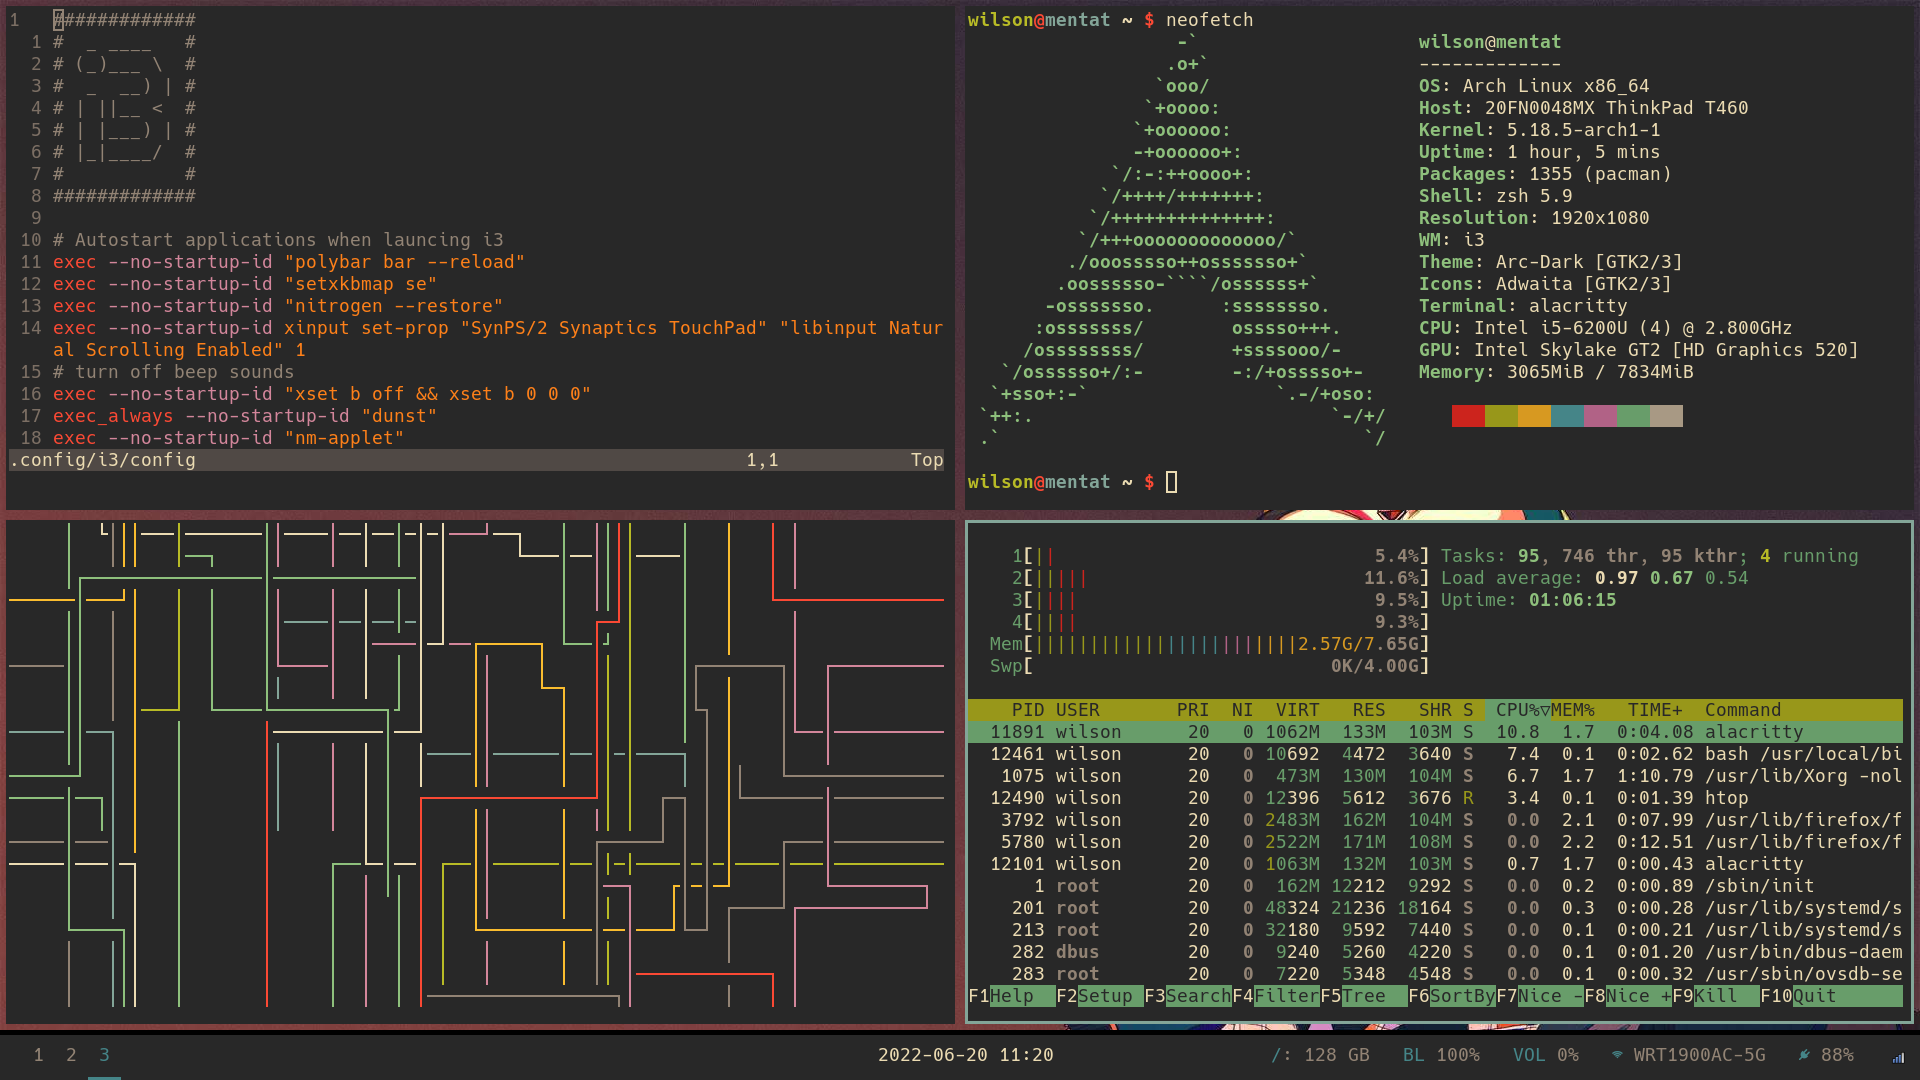 1   #############
  1 #  _ ____   #
  2 # (_)___ \  #
  3 #  _  __) | #
  4 # | ||__ <  #
  5 # | |___) | #
  6 # |_|____/  #
  7 #           #
  8 #############
  9
 10 # Autostart applications when launcing i3
 11 exec --no-startup-id "polybar bar --reload"
 12 exec --no-startup-id "setxkbmap se"
 13 exec --no-startup-id "nitrogen --restore"
 14 exec --no-startup-id xinput set-prop "SynPS/2 Synaptics TouchPad" "libinput Natur
    al Scrolling Enabled" 1
 15 # turn off beep sounds
 16 exec --no-startup-id "xset b off && xset b 0 0 0"
 17 exec_always --no-startup-id "dunst"
 18 exec --no-startup-id "nm-applet"
.config/i3/config 1,1 Top
wilson@mentat ~ $ neofetch
                   -`
                  .o+`
                 `ooo/
                `+oooo:
               `+oooooo:
               -+oooooo+:
             `/:-:++oooo+:
            `/++++/+++++++:
           `/++++++++++++++:
          `/+++ooooooooooooo/`
         ./ooosssso++osssssso+`
        .oossssso-````/ossssss+`
       -osssssso.      :ssssssso.
      :osssssss/        osssso+++.
     /ossssssss/        +ssssooo/-
   `/ossssso+/:-        -:/+osssso+-
  `+sso+:-`                 `.-/+oso:
 `++:.                           `-/+/
 .`                                 `/
wilson@mentat
-------------
OS: Arch Linux x86_64
Host: 20FN0048MX ThinkPad T460
Kernel: 5.18.5-arch1-1
Uptime: 1 hour, 5 mins
Packages: 1355 (pacman)
Shell: zsh 5.9
Resolution: 1920x1080
WM: i3
Theme: Arc-Dark [GTK2/3]
Icons: Adwaita [GTK2/3]
Terminal: alacritty
CPU: Intel i5-6200U (4) @ 2.800GHz
GPU: Intel Skylake GT2 [HD Graphics 520]
Memory: 3065MiB / 7834MiB
wilson@mentat ~ $
1[|| 5.4%] Tasks: 95, 746 thr, 95 kthr; 4 running
2[||||| 11.6%] Load average: 0.97 0.67 0.54
3[|||| 9.5%] Uptime: 01:06:15
4[|||| 9.3%]
Mem[||||||||||||||||||||||||2.57G/7.65G]
Swp[ 0K/4.00G]
PID USER PRI NI VIRT RES SHR S CPU%▽MEM% TIME+ Command
11891 wilson 20 0 1062M 133M 103M S 10.8 1.7 0:04.08 alacritty
12461 wilson 20 0 10692 4472 3640 S 7.4 0.1 0:02.62 bash /usr/local/bi
1075 wilson 20 0 473M 130M 104M S 6.7 1.7 1:10.79 /usr/lib/Xorg -nol
12490 wilson 20 0 12396 5612 3676 R 3.4 0.1 0:01.39 htop
3792 wilson 20 0 2483M 162M 104M S 0.0 2.1 0:07.99 /usr/lib/firefox/f
5780 wilson 20 0 2522M 171M 108M S 0.0 2.2 0:12.51 /usr/lib/firefox/f
12101 wilson 20 0 1063M 132M 103M S 0.7 1.7 0:00.43 alacritty
1 root 20 0 162M 12212 9292 S 0.0 0.2 0:00.89 /sbin/init
201 root 20 0 48324 21236 18164 S 0.0 0.3 0:00.28 /usr/lib/systemd/s
213 root 20 0 32180 9592 7440 S 0.0 0.1 0:00.21 /usr/lib/systemd/s
282 dbus 20 0 9240 5260 4220 S 0.0 0.1 0:01.20 /usr/bin/dbus-daem
283 root 20 0 7220 5348 4548 S 0.0 0.1 0:00.32 /usr/sbin/ovsdb-se
F1Help F2Setup F3SearchF4FilterF5Tree F6SortByF7Nice -F8Nice +F9Kill F10Quit
1 2 3 2022-06-20 11:20 /: 128 GB BL 100% VOL 0% WRT1900AC-5G 88%